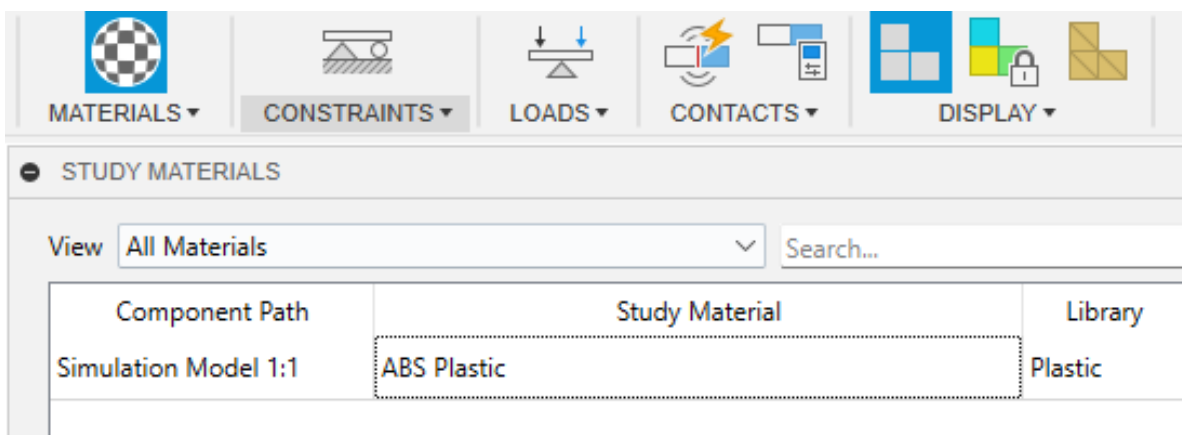 MATERIALS CONSTRAINTS LOADS CONTACTS DISPLAY
STUDY MATERIALS
View All Materials Search...
Component Path Study Material Library
Simulation Model 1:1 ABS Plastic Plastic